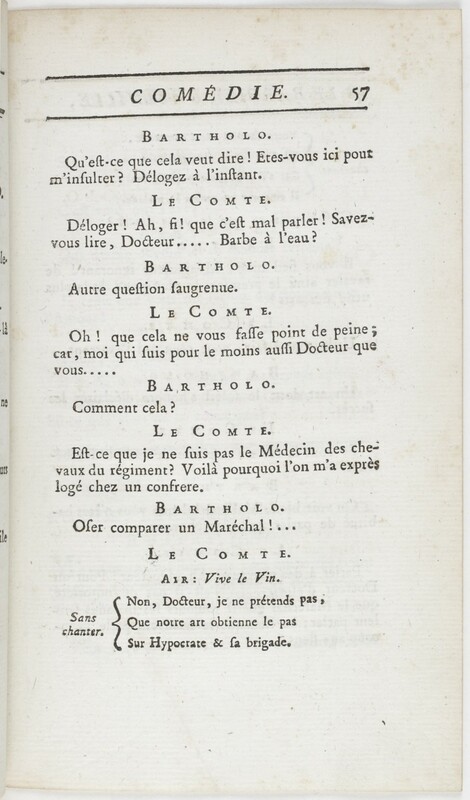 COMÉDIE. 57
BARTHOLO.
Qu'est-ce que cela veut dire ! Etes-vous ici pour
m'insulter ? Délogez à l'instant.
LE COMTE.
Déloger ! Ah, fi ! que c'est mal parler ! Savez-
vous lire, Docteur..... Barbe à l'eau ?
BARTHOLO.
Autre question saugrenue.
LE COMTE.
Oh ! que cela ne vous fasse point de peine ;
car, moi qui suis pour le moins aussi Docteur que
vous.....
BARTHOLO.
Comment cela ?
LE COMTE.
Est-ce que je ne suis pas le Médecin des che-
vaux du régiment ? Voilà pourquoi l'on m'a exprès
logé chez un confrere.
BARTHOLO.
Oser comparer un Maréchal !...
LE COMTE.
AIR : Vive le Vin.
Sans
chanter.
Non, Docteur, je ne prétends pas,
Que notre art obtienne le pas
Sur Hypocrate & sa brigade.